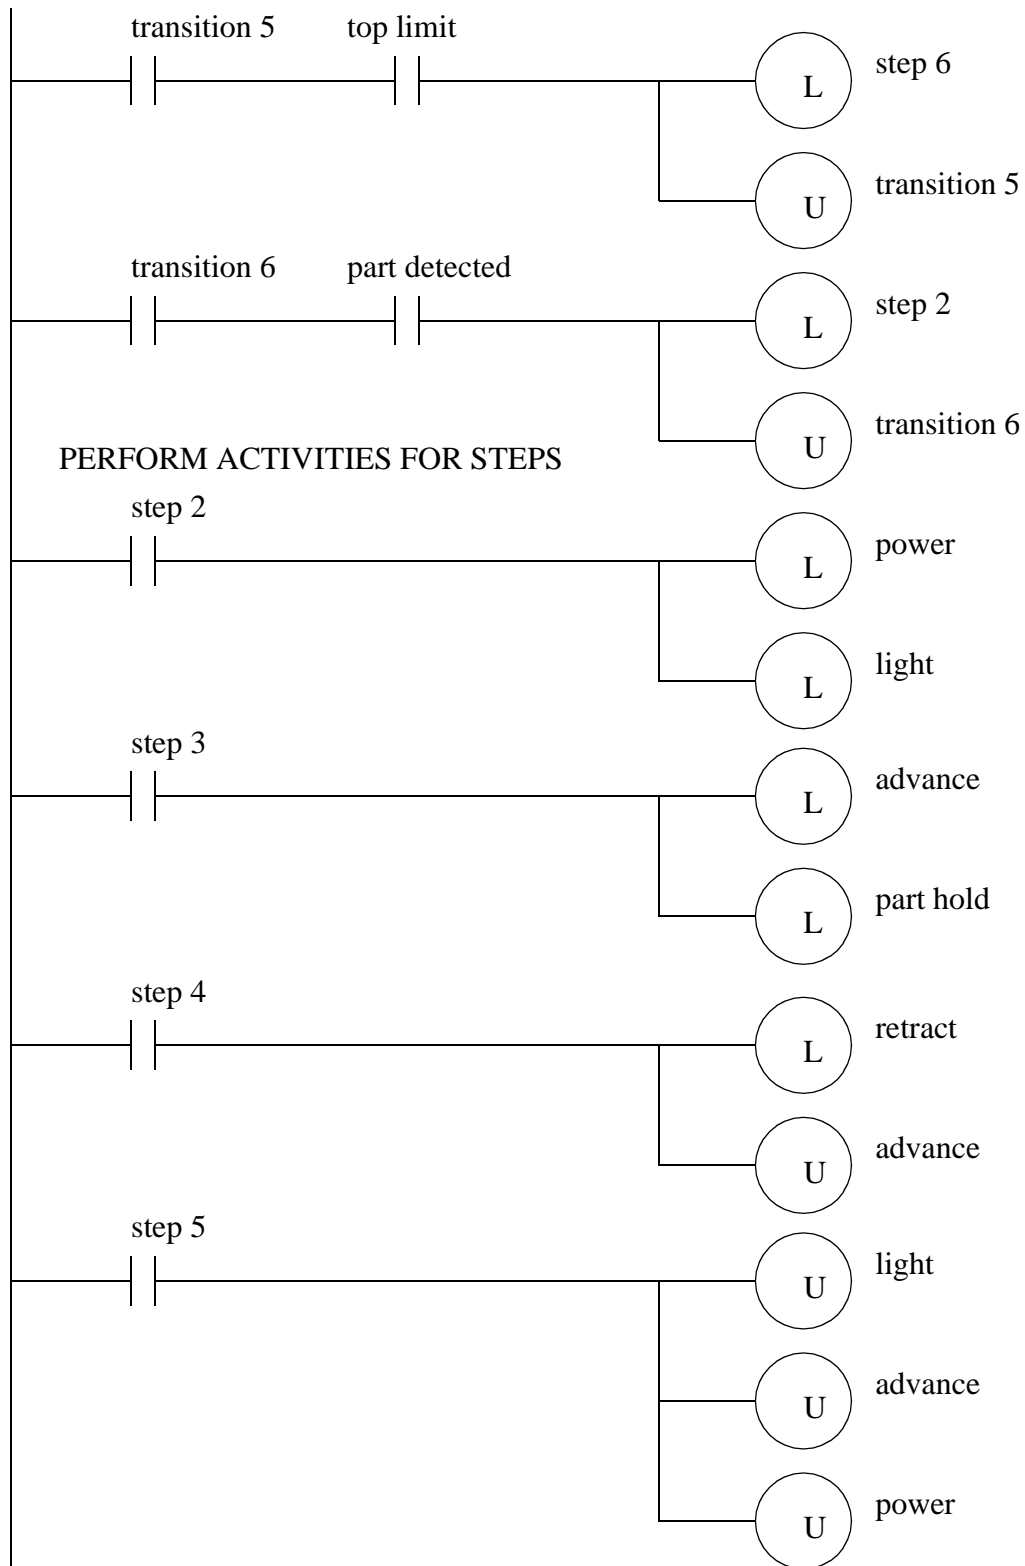 transition 5 top limit
L step 6
U transition 5
transition 6 part detected
L step 2
U transition 6
PERFORM ACTIVITIES FOR STEPS
step 2
L power
L light
step 3
L advance
L part hold
step 4
L retract
U advance
step 5
U light
U advance
U power